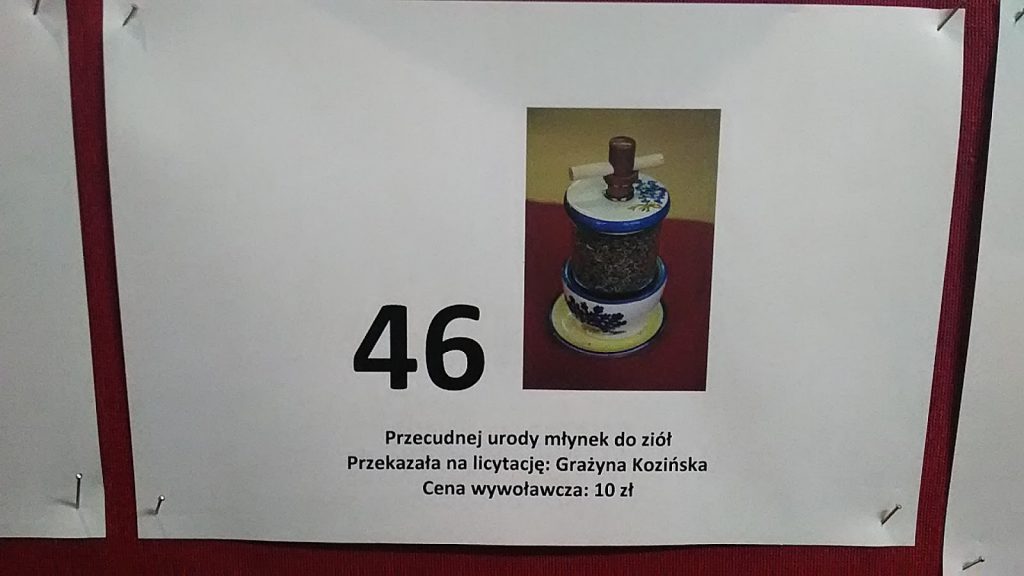 46
Przecudnej urody młynek do ziół
Przekazała na licytację: Grażyna Kozińska
Cena wywoławcza: 10 zł